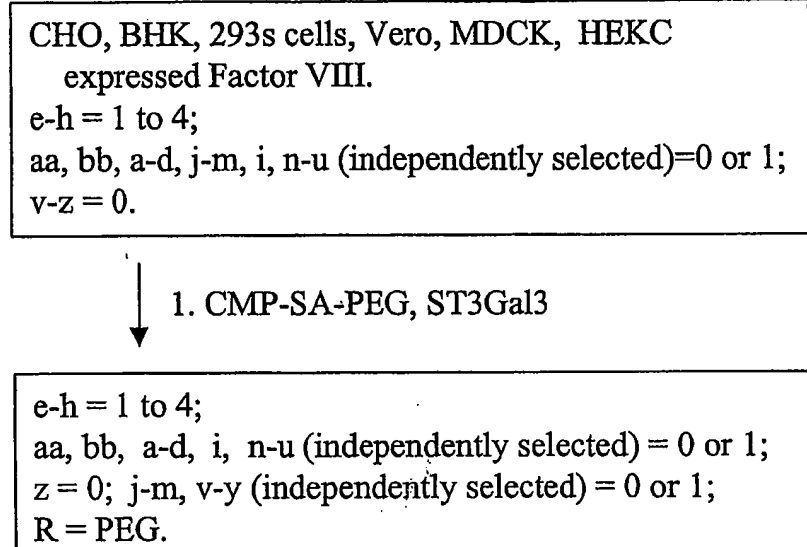 CHO, BHK, 293s cells, Vero, MDCK, HEKC
expressed Factor VIII.
e-h = 1 to 4;
aa, bb, a-d, j-m, i, n-u (independently selected)=0 or 1;
v-z = 0.
1. CMP-SA-PEG, ST3Gal3
e-h = 1 to 4;
aa, bb, a-d, i, n-u (independently selected) = 0 or 1;
z = 0; j-m, v-y (independently selected) = 0 or 1;
R = PEG.